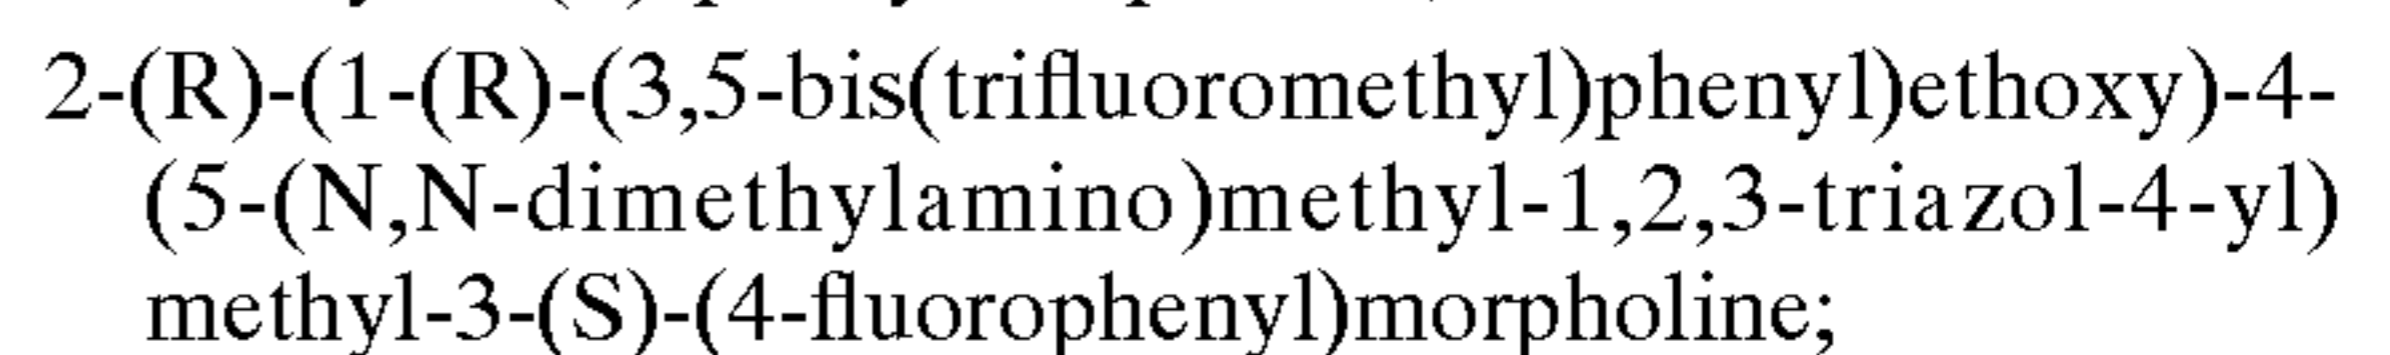 2-(R)-(1-(R)-(3,5-bis(trifluoromethyl)phenyl)ethoxy)-4-
(5-(N,N-dimethylamino)methyl-1,2,3-triazol-4-yl)
methyl-3-(S)-(4-fluorophenyl)morpholine;